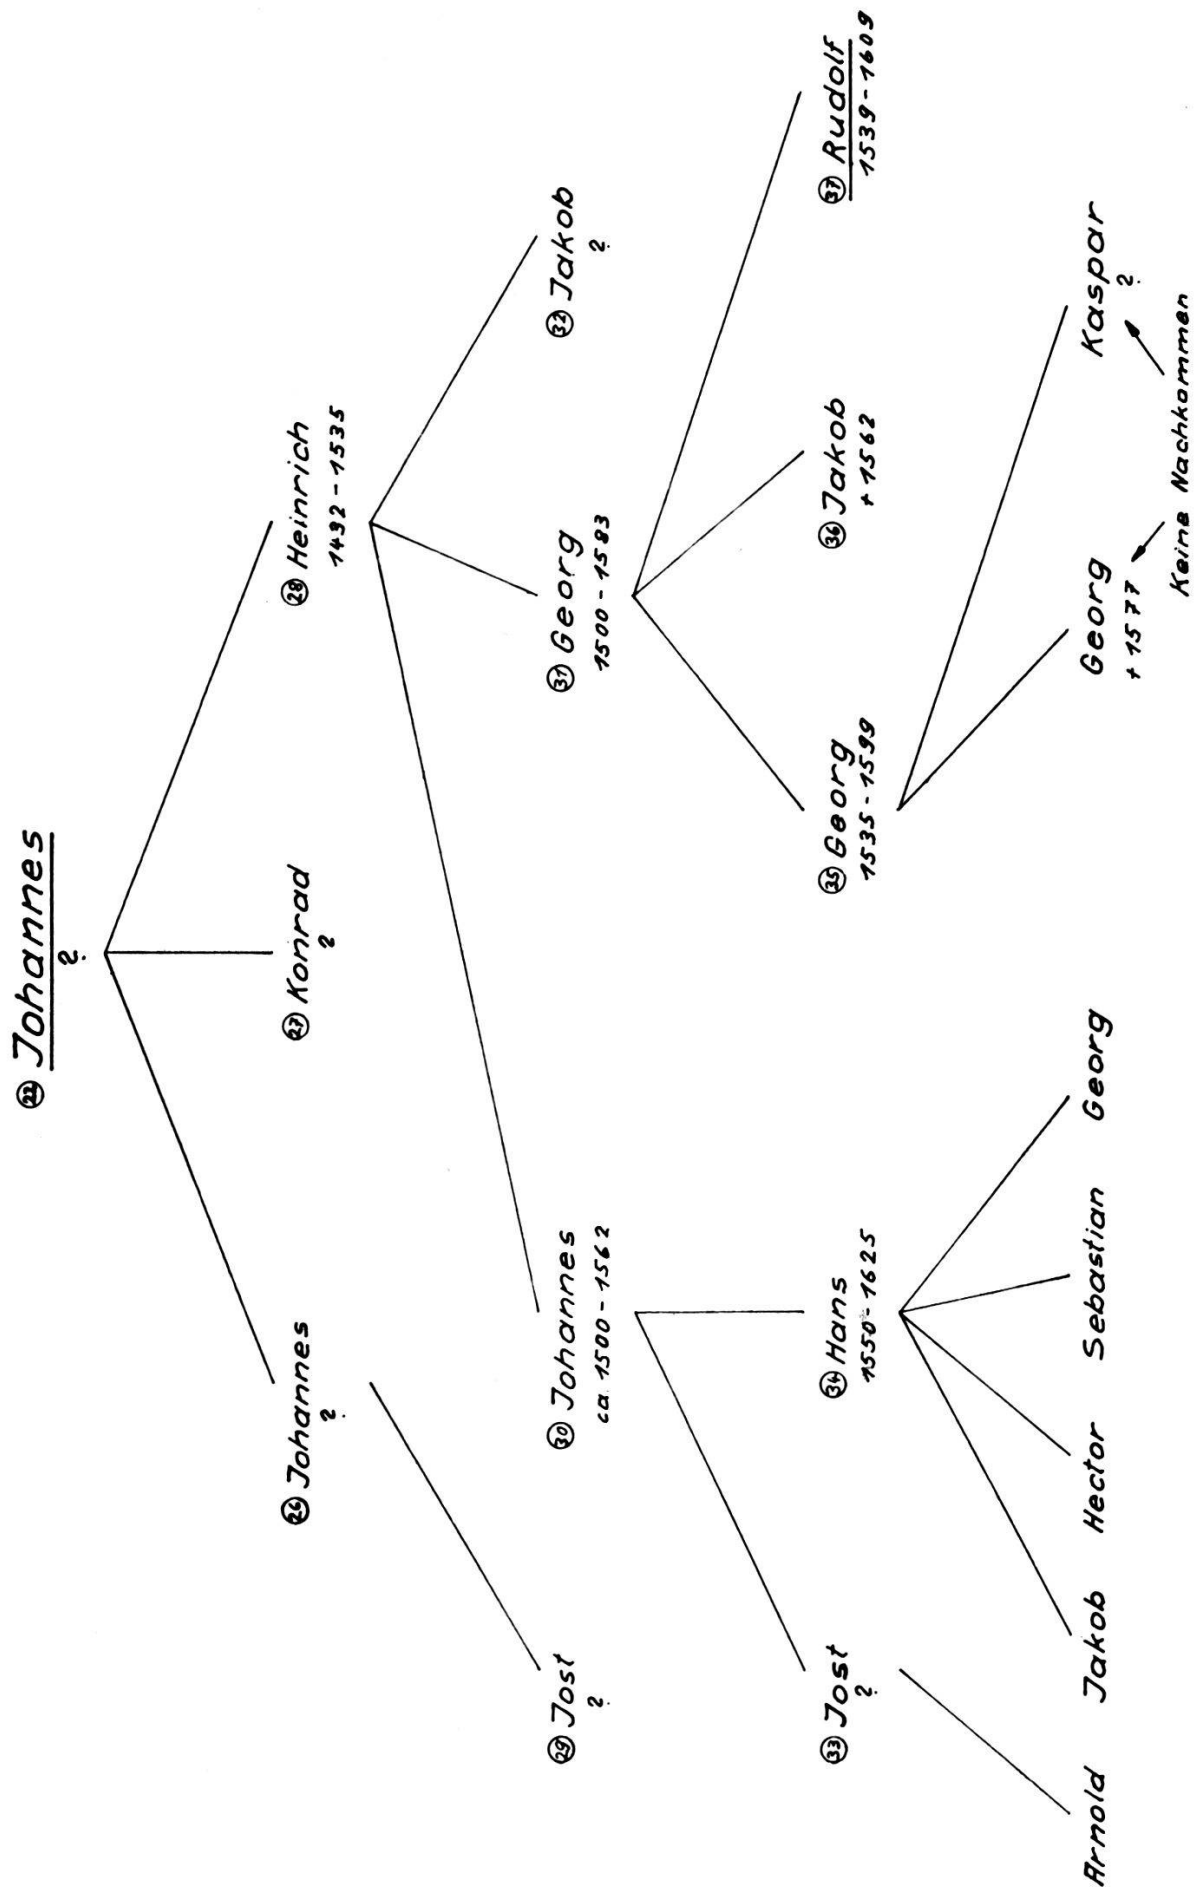 22 Johannes
?
26 Johannes
?
27 Konrad
?
28 Heinrich
1492-1535
29 Jost
?
30 Johannes
ca. 1500-1562
31 Georg
1500-1583
32 Jakob
?
33 Jost
?
34 Hans
1550-1625
35 Georg
1535-1599
36 Jakob
+1562
37 Rudolf
1539-1609
Arnold
Jakob
Hector
Sebastian
Georg
Georg
+1577
Kaspar
?
Keine Nachkommen